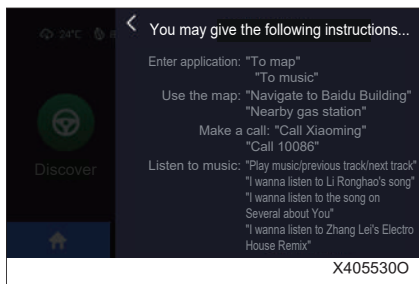 24°C
You may give the following instructions...
Enter application: "To map"
"To music"
Use the map: "Navigate to Baidu Building"
"Nearby gas station"
Make a call: "Call Xiaoming"
"Call 10086"
Discover
Listen to music: "Play music/previous track/next track"
"I wanna listen to Li Ronghao's song"
"I wanna listen to the song on
Several about You"
"I wanna listen to Zhang Lei's Electro
House Remix"
X405530O